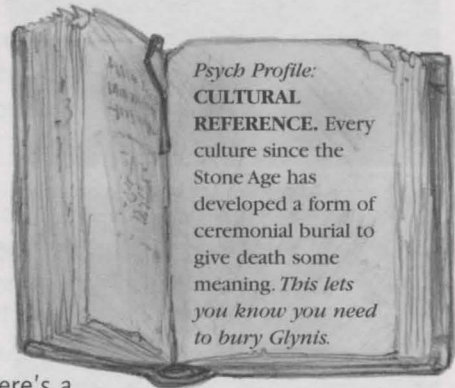 Psych Profile:
CULTURAL
REFERENCE. Every
culture since the
Stone Age has
developed a form of
ceremonial burial to
give death some
meaning. This lets
you know you need
to bury Glynis.
ere's a